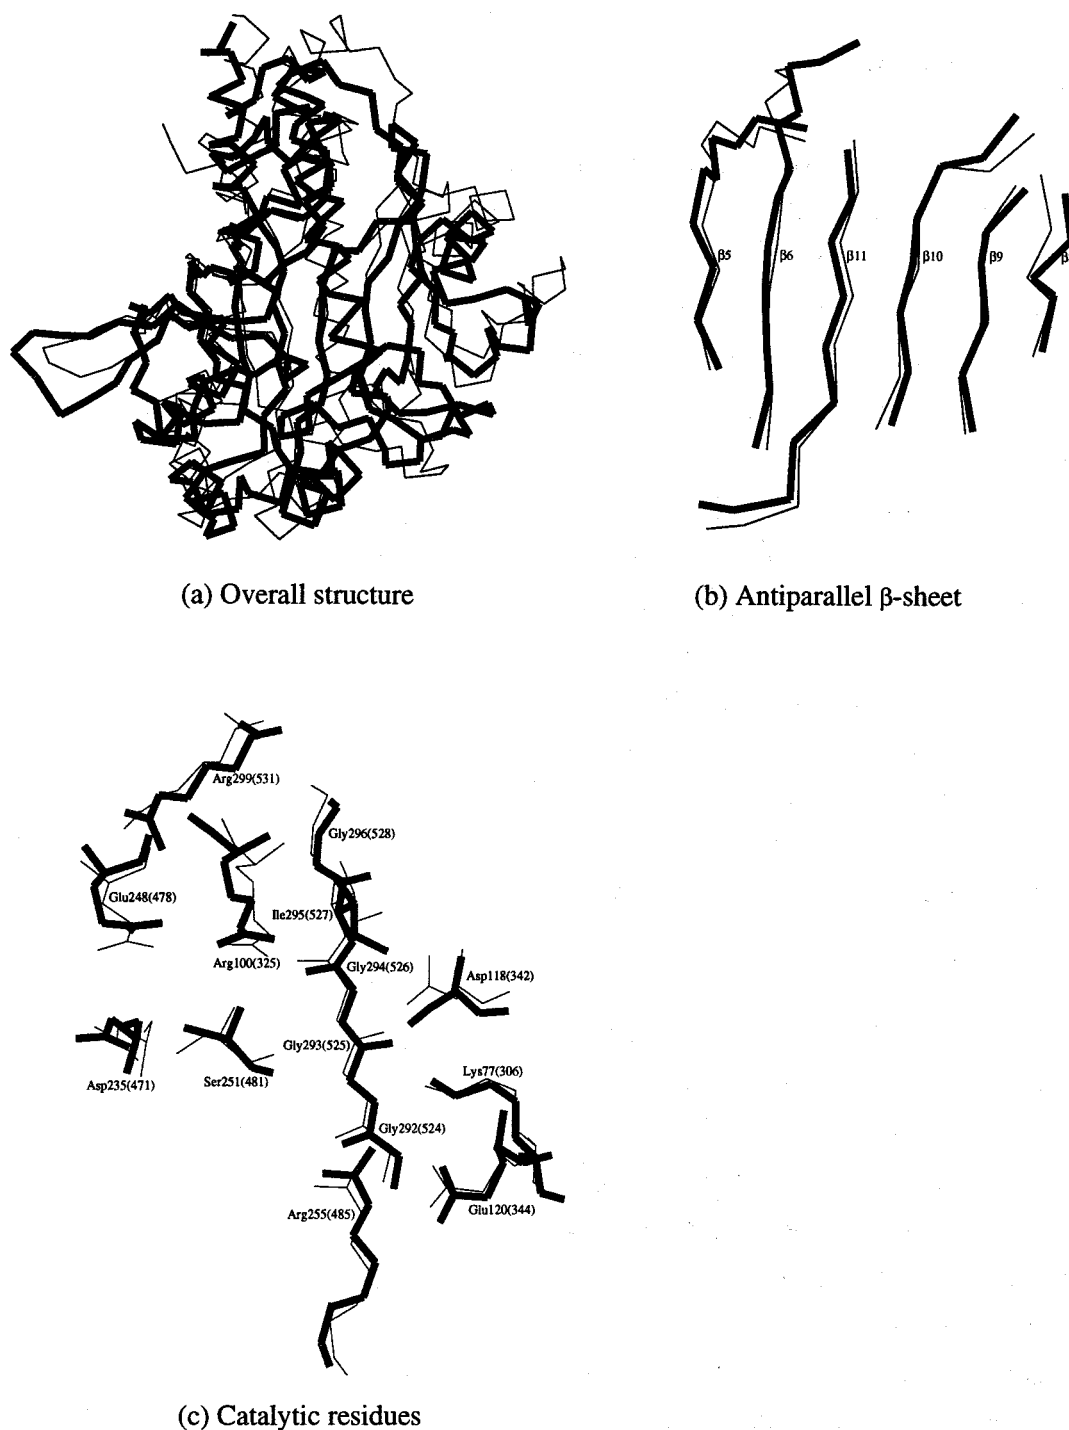 β5
β6
β11
β10
β9
β
(a) Overall structure
(b) Antiparallel β-sheet
Arg299(531)
Gly296(528)
Glu248(478)
Ile295(527)
Arg100(325)
Gly294(526)
Asp118(342)
Gly293(525)
Asp235(471)
Ser251(481)
Lys77(306)
Gly292(524)
Arg255(485)
Glu120(344)
(c) Catalytic residues